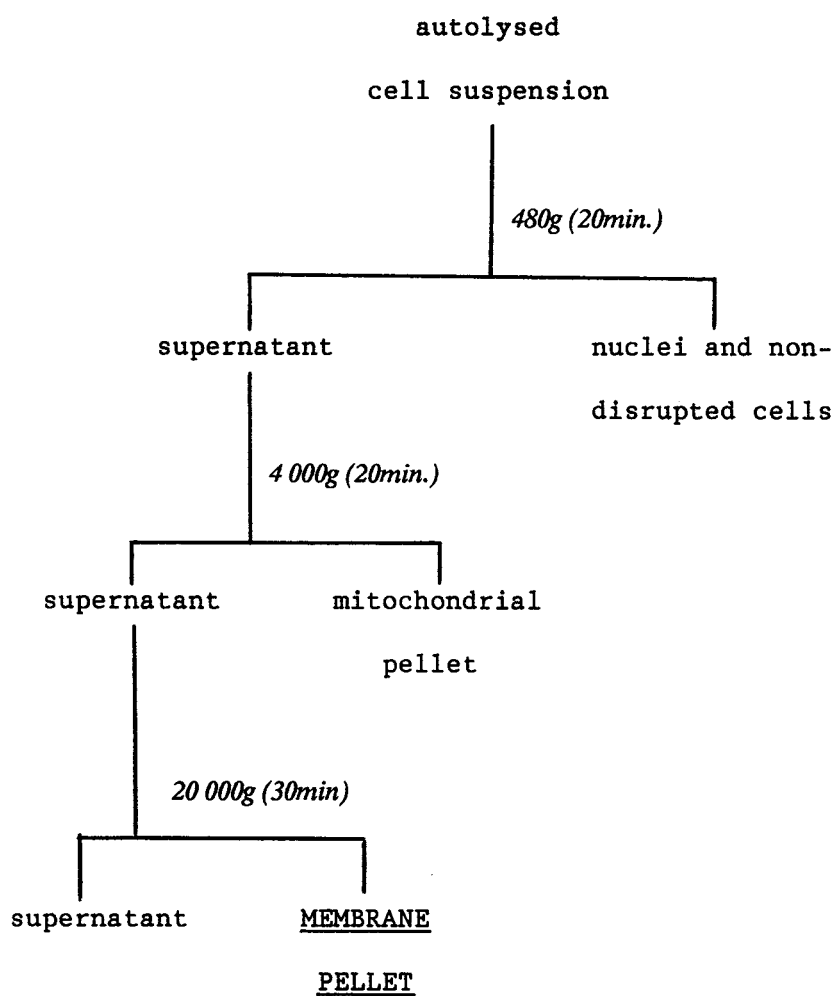 autolysed
cell suspension
480g (20min.)
supernatant
nuclei and non-
disrupted cells
4 000g (20min.)
supernatant
mitochondrial
pellet
20 000g (30min)
supernatant
MEMBRANE
PELLET